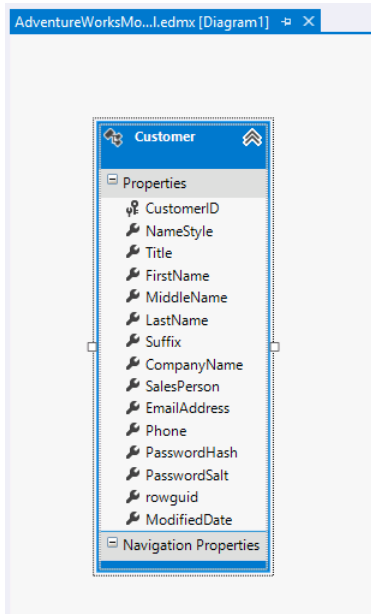 AdventureWorksMo...l.edmx [Diagram1]
Customer
Properties
CustomerID
NameStyle
Title
FirstName
MiddleName
LastName
Suffix
CompanyName
SalesPerson
EmailAddress
Phone
PasswordHash
PasswordSalt
rowguid
ModifiedDate
Navigation Properties